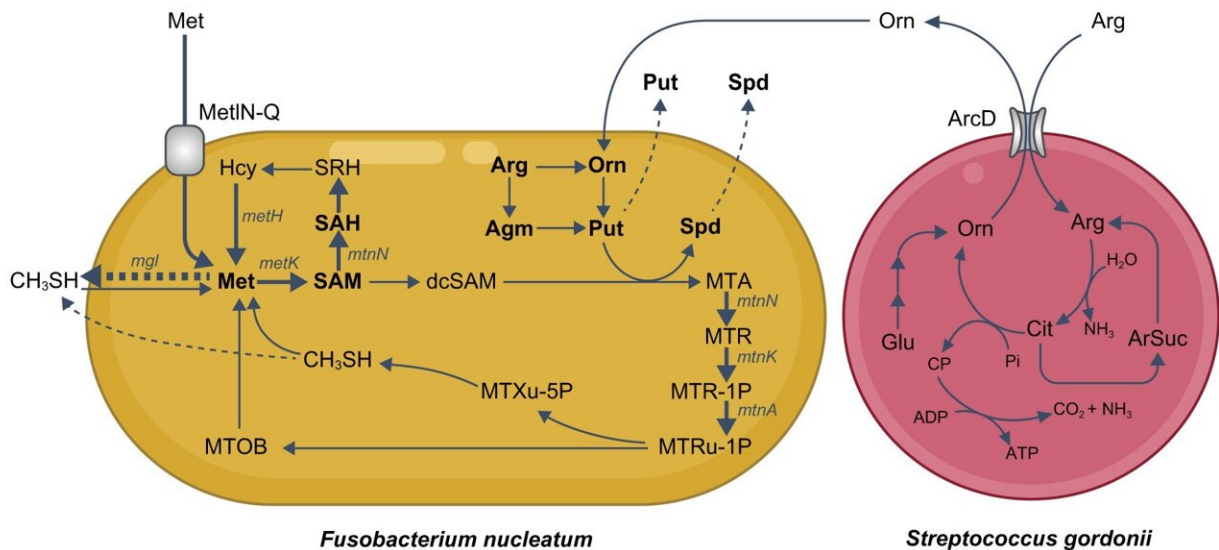 Met
Orn
Arg
Put
Spd
MetIN-Q
ArcD
Hcy
SRH
Arg
Orn
metH
SAH
Agm
Put
Spd
mtnN
mgl
metK
CH₃SH
Met
SAM
dcSAM
MTA
mtnN
MTR
mtnK
CH₃SH
MTXu-5P
MTR-1P
mtnA
MTOB
MTRu-1P
Orn
Arg
H₂O
NH₃
Glu
Cit
ArSuc
CP
Pi
ADP
CO₂ + NH₃
ATP
Fusobacterium nucleatum
Streptococcus gordonii